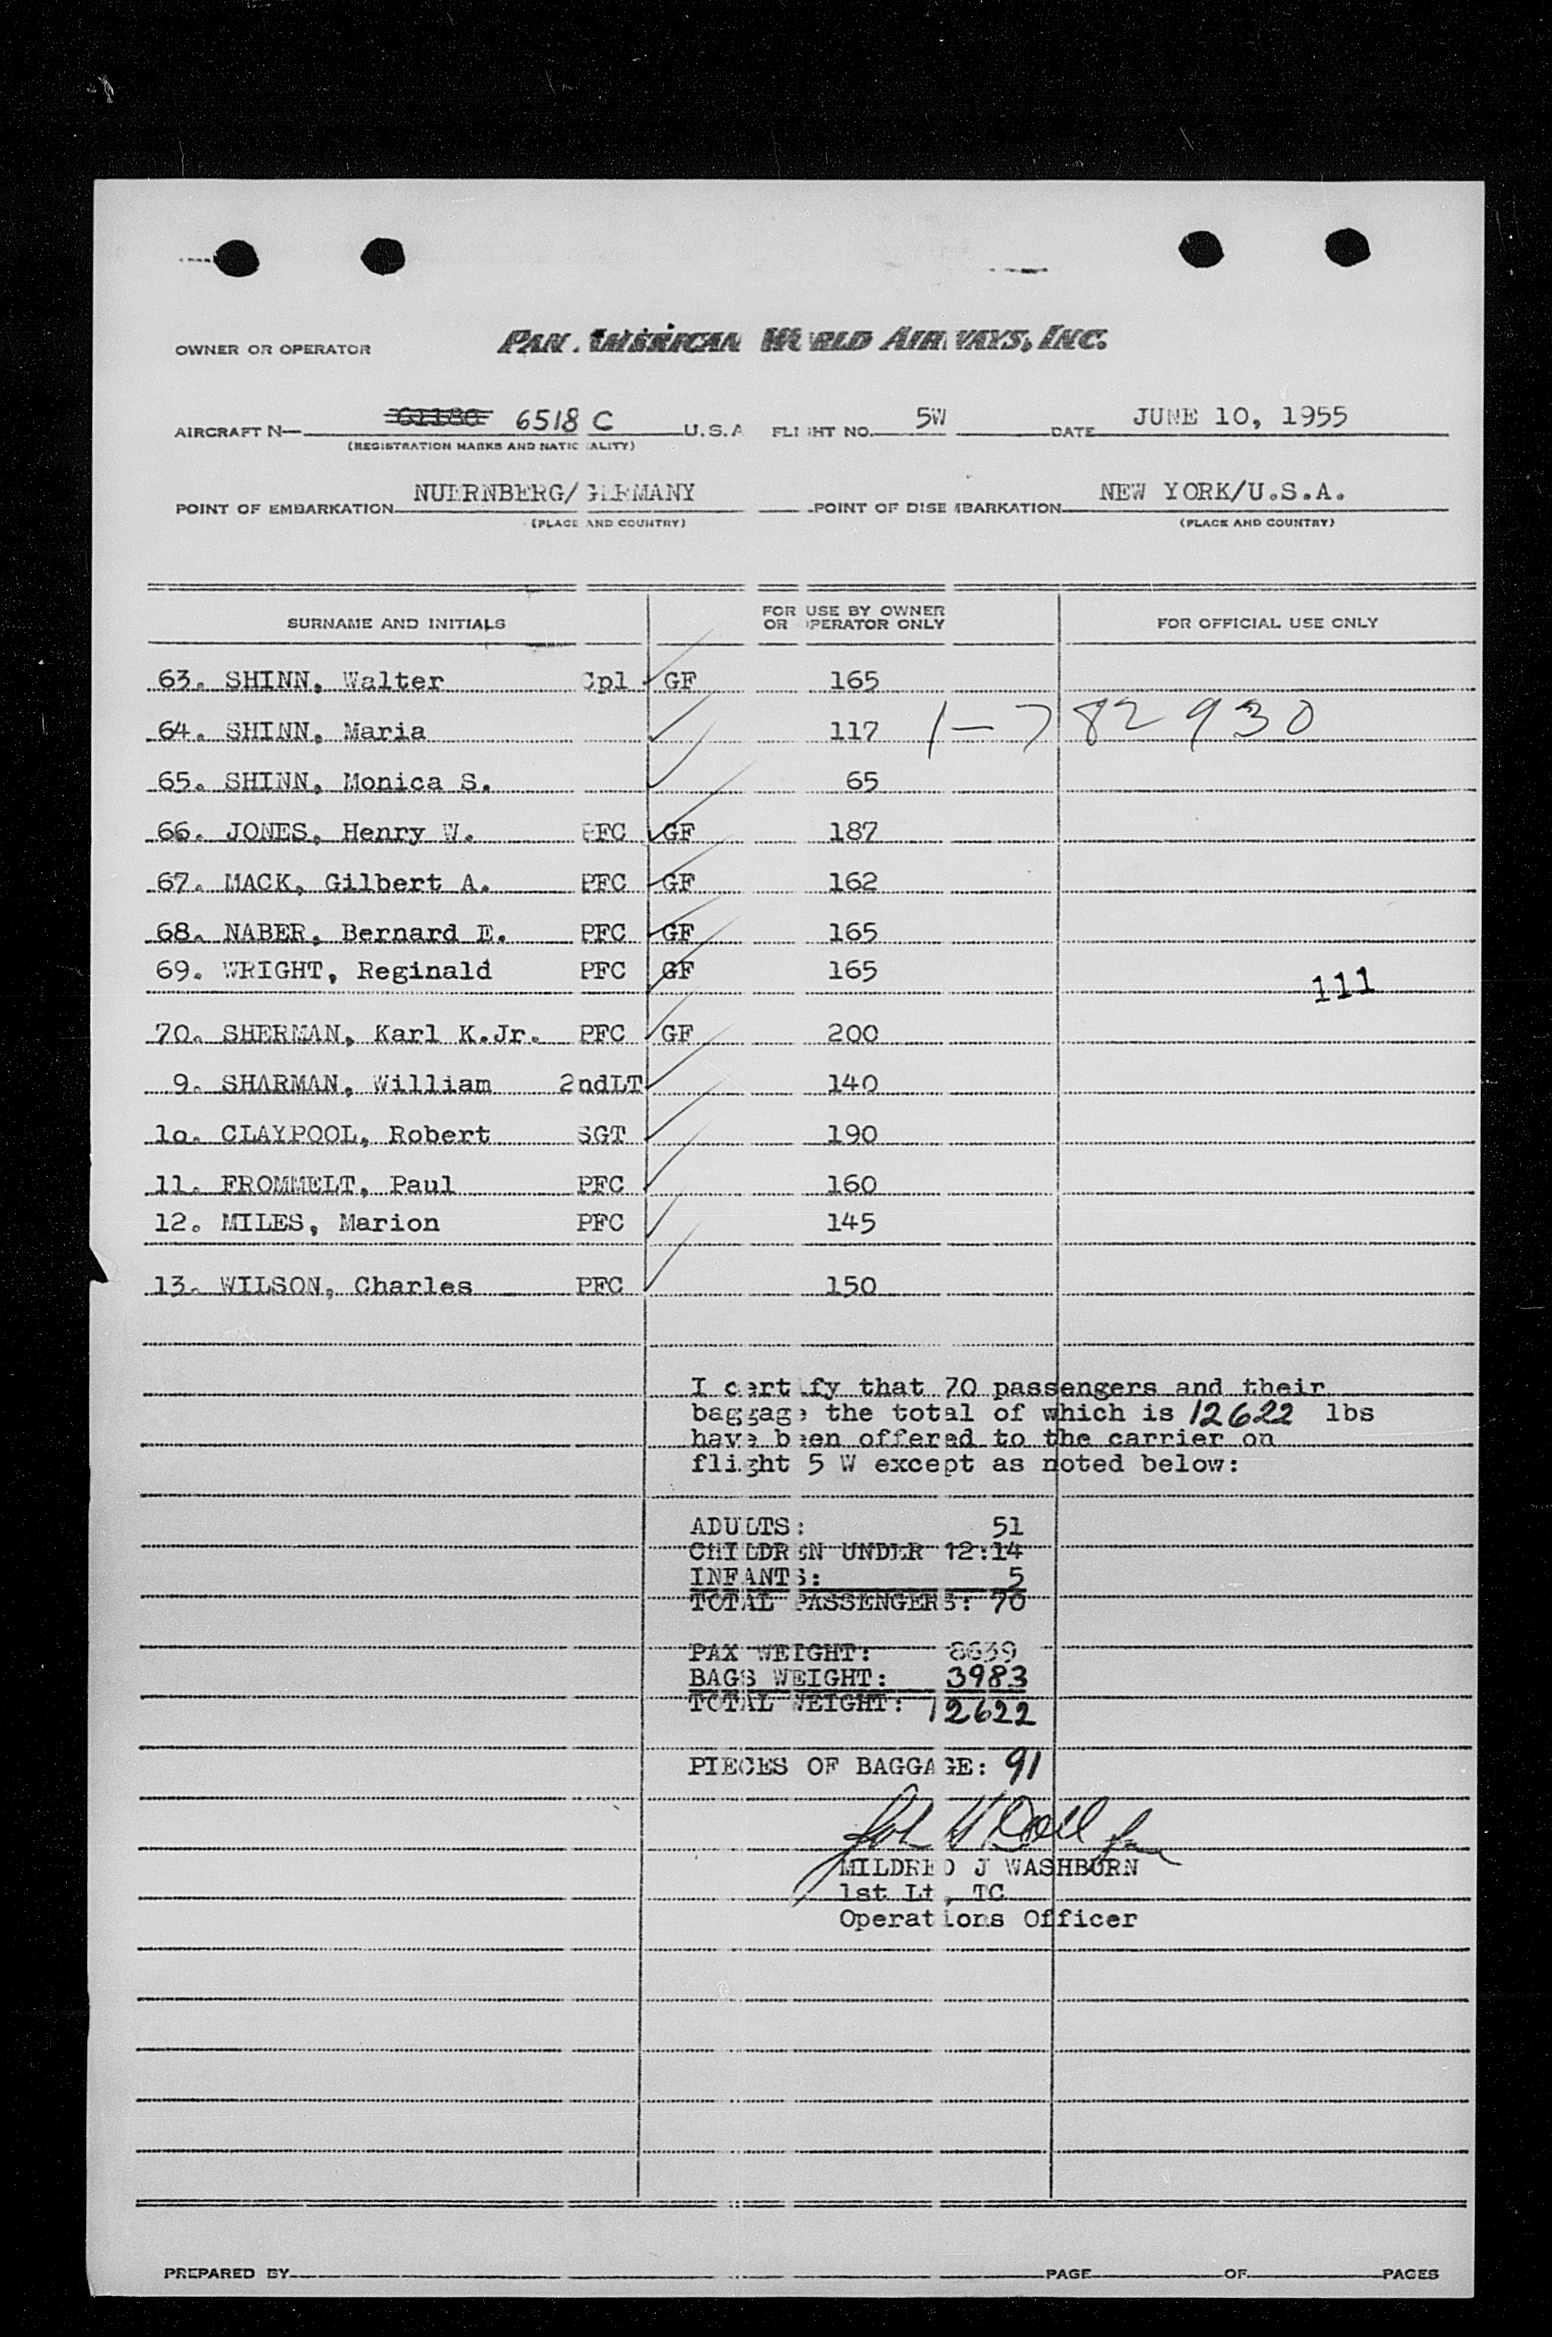 OWNER OR OPERATOR PAN AMERICAN WORLD AIRWAYS, INC.
AIRCRAFT N— 6518 C U.S.A FLIGHT NO. 5W DATE JUNE 10, 1955
(REGISTRATION MARKS AND NATIONALITY)
POINT OF EMBARKATION NUERNBERG/GERMANY POINT OF DISEMBARKATION NEW YORK/U.S.A.
(PLACE AND COUNTRY) (PLACE AND COUNTRY)
SURNAME AND INITIALS FOR USE BY OWNER OR OPERATOR ONLY FOR OFFICIAL USE ONLY
63. SHINN, Walter Cpl GF 165
64. SHINN, Maria 117 1-782930
65. SHINN, Monica S. 65
66. JONES, Henry W. PFC GF 187
67. MACK, Gilbert A. PFC GF 162
68. NABER, Bernard E. PFC GF 165
69. WRIGHT, Reginald PFC GF 165
111
70. SHERMAN, Karl K.Jr. PFC GF 200
9. SHARMAN, William 2ndLT 140
1o. CLAYPOOL, Robert SGT 190
11. FROMMELT, Paul PFC 160
12. MILES, Marion PFC 145
13. WILSON, Charles PFC 150
I certify that 70 passengers and their
baggage the total of which is 12622 lbs
have been offered to the carrier on
flight 5 W except as noted below:
ADULTS: 51
CHILDREN UNDER 12:14
INFANTS: 5
TOTAL PASSENGERS: 70
PAX WEIGHT: 8639
BAGS WEIGHT: 3983
TOTAL WEIGHT: 12622
PIECES OF BAGGAGE: 91
MILDRED J WASHBURN
1st Lt, TC
Operations Officer
PREPARED BY PAGE OF PAGES